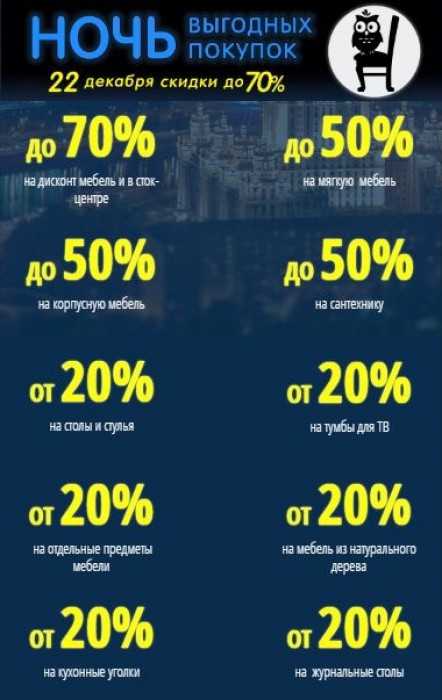 НОЧЬ
ВЫГОДНЫХ
ПОКУПОК
22 декабря скидки до 70%
до 70%
на дисконт мебель и в сток-
центре
до 50%
на мягкую мебель
до 50%
на корпусную мебель
до 50%
на сантехнику
от 20%
на столы и стулья
от 20%
на тумбы для ТВ
от 20%
на отдельные предметы
мебели
от 20%
на мебель из натурального
дерева
от 20%
на кухонные уголки
от 20%
на журнальные столы